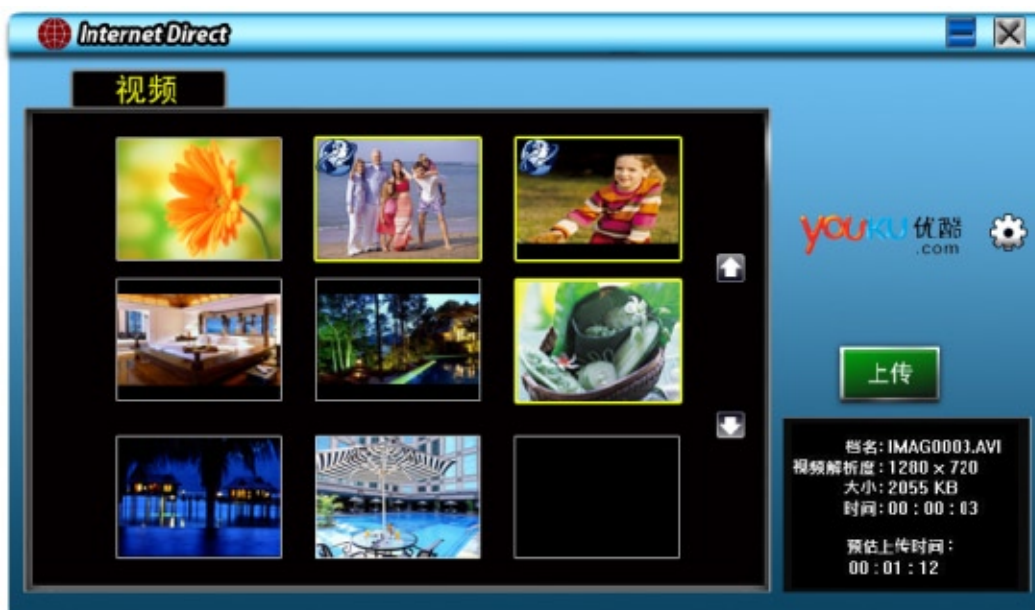 Internet Direct
视频
YOUKU 优酷
.com
上传
档名: IMAG0003.AVI
视频解析度: 1280 × 720
大小: 2055 KB
时间: 00 : 00 : 03
预估上传时间:
00 : 01 : 12